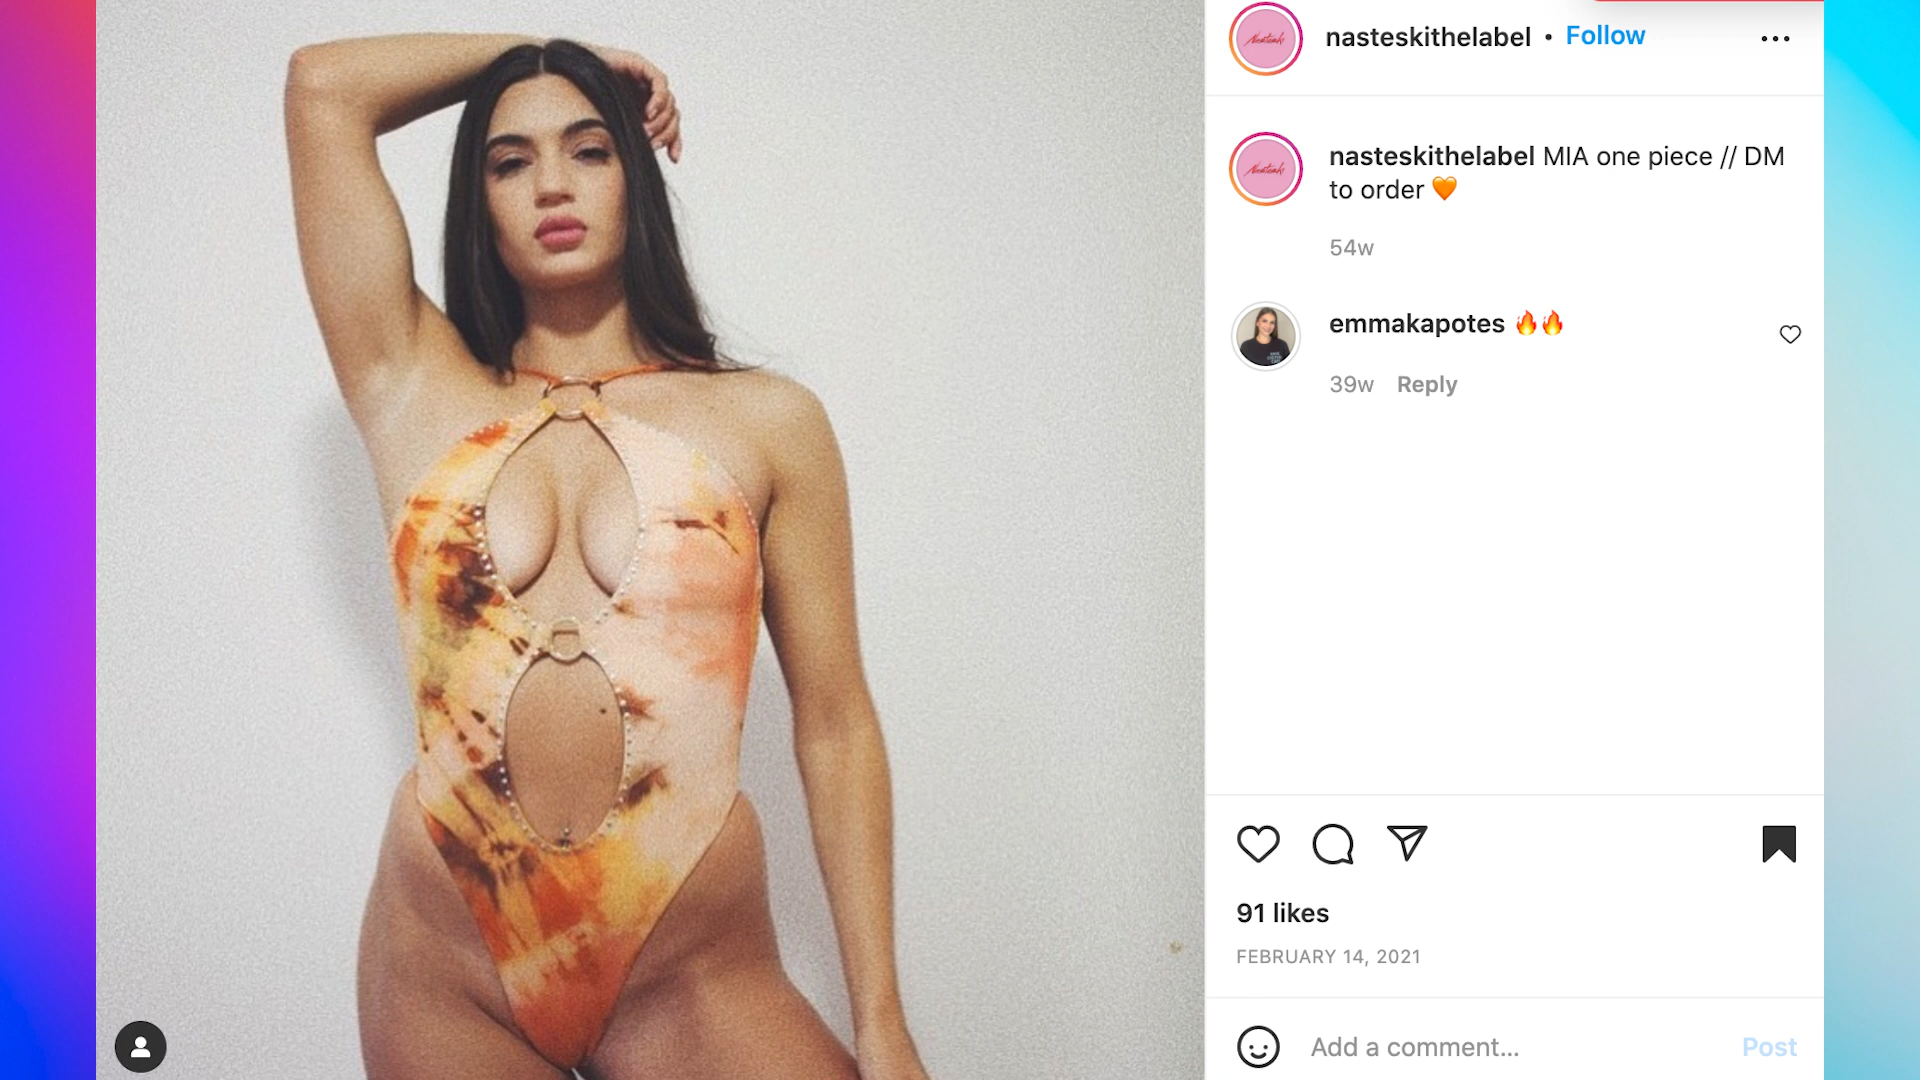 nasteskithelabel • Follow
nasteskithelabel MIA one piece // DM
to order 🧡
54w
emmakapotes 🔥🔥
39w Reply
91 likes
FEBRUARY 14, 2021
Add a comment... Post